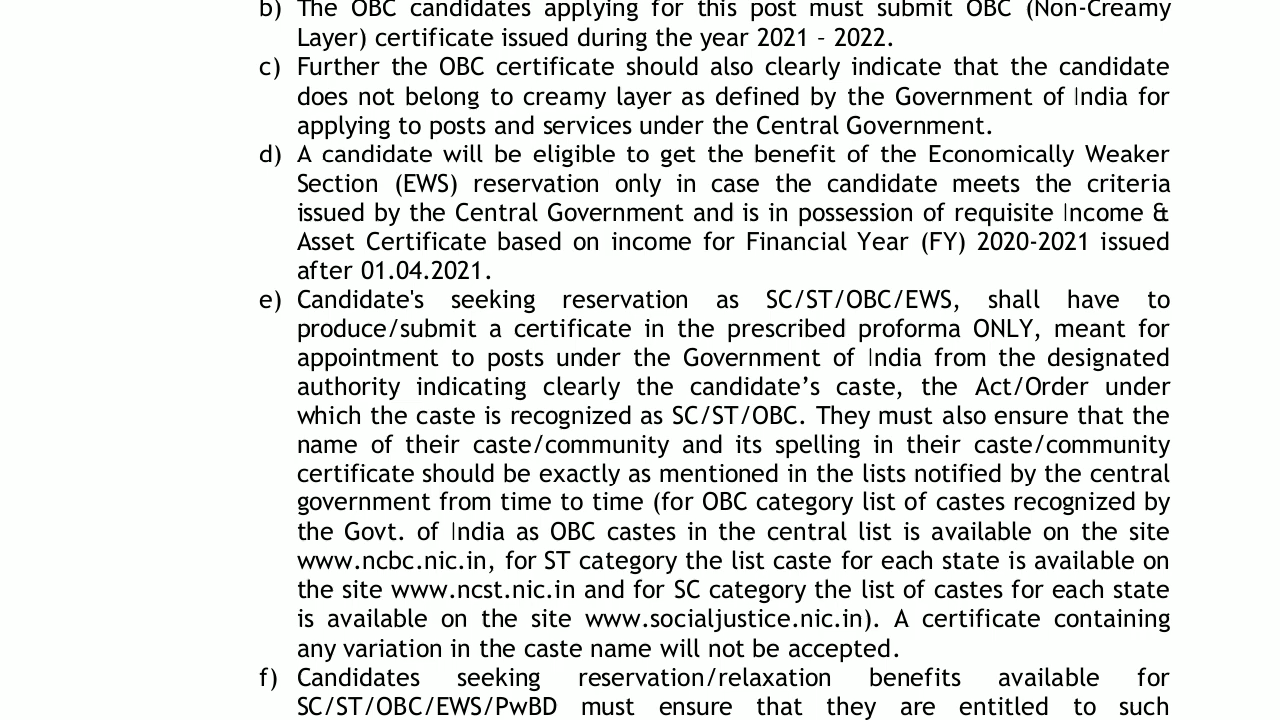 b) The OBC candidates applying for this post must submit OBC (Non-Creamy
Layer) certificate issued during the year 2021 – 2022.
c) Further the OBC certificate should also clearly indicate that the candidate
does not belong to creamy layer as defined by the Government of India for
applying to posts and services under the Central Government.
d) A candidate will be eligible to get the benefit of the Economically Weaker
Section (EWS) reservation only in case the candidate meets the criteria
issued by the Central Government and is in possession of requisite Income &
Asset Certificate based on income for Financial Year (FY) 2020-2021 issued
after 01.04.2021.
e) Candidate's seeking reservation as SC/ST/OBC/EWS, shall have to
produce/submit a certificate in the prescribed proforma ONLY, meant for
appointment to posts under the Government of India from the designated
authority indicating clearly the candidate’s caste, the Act/Order under
which the caste is recognized as SC/ST/OBC. They must also ensure that the
name of their caste/community and its spelling in their caste/community
certificate should be exactly as mentioned in the lists notified by the central
government from time to time (for OBC category list of castes recognized by
the Govt. of India as OBC castes in the central list is available on the site
www.ncbc.nic.in, for ST category the list caste for each state is available on
the site www.ncst.nic.in and for SC category the list of castes for each state
is available on the site www.socialjustice.nic.in). A certificate containing
any variation in the caste name will not be accepted.
f) Candidates seeking reservation/relaxation benefits available for
SC/ST/OBC/EWS/PwBD must ensure that they are entitled to such